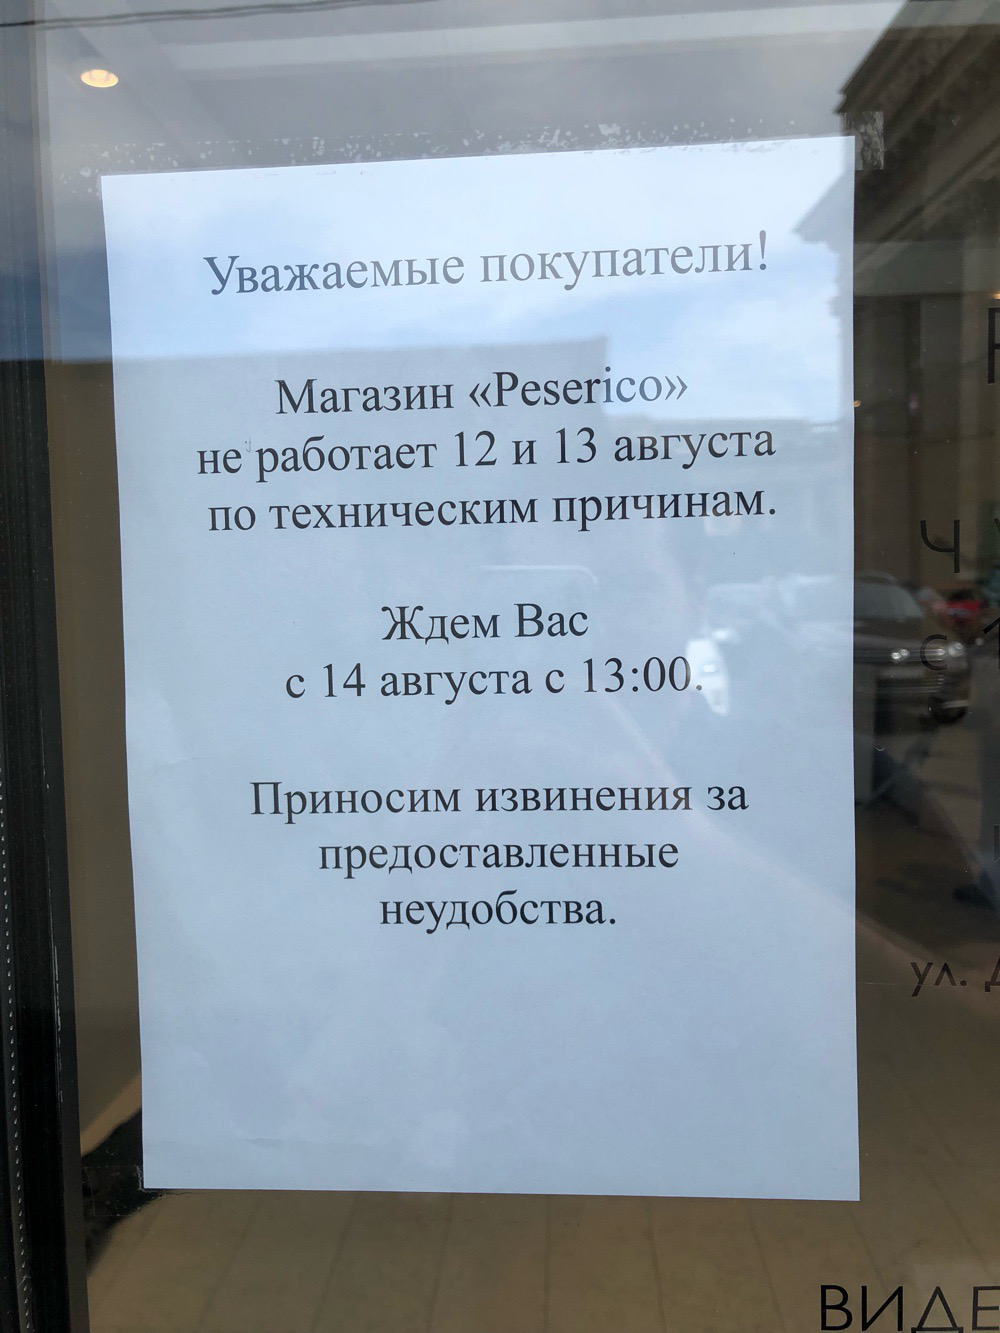 Уважаемые покупатели!
Магазин «Peserico»
не работает 12 и 13 августа
по техническим причинам.
Ждем Вас
с 14 августа с 13:00.
Приносим извинения за
предоставленные
неудобства.
ул.